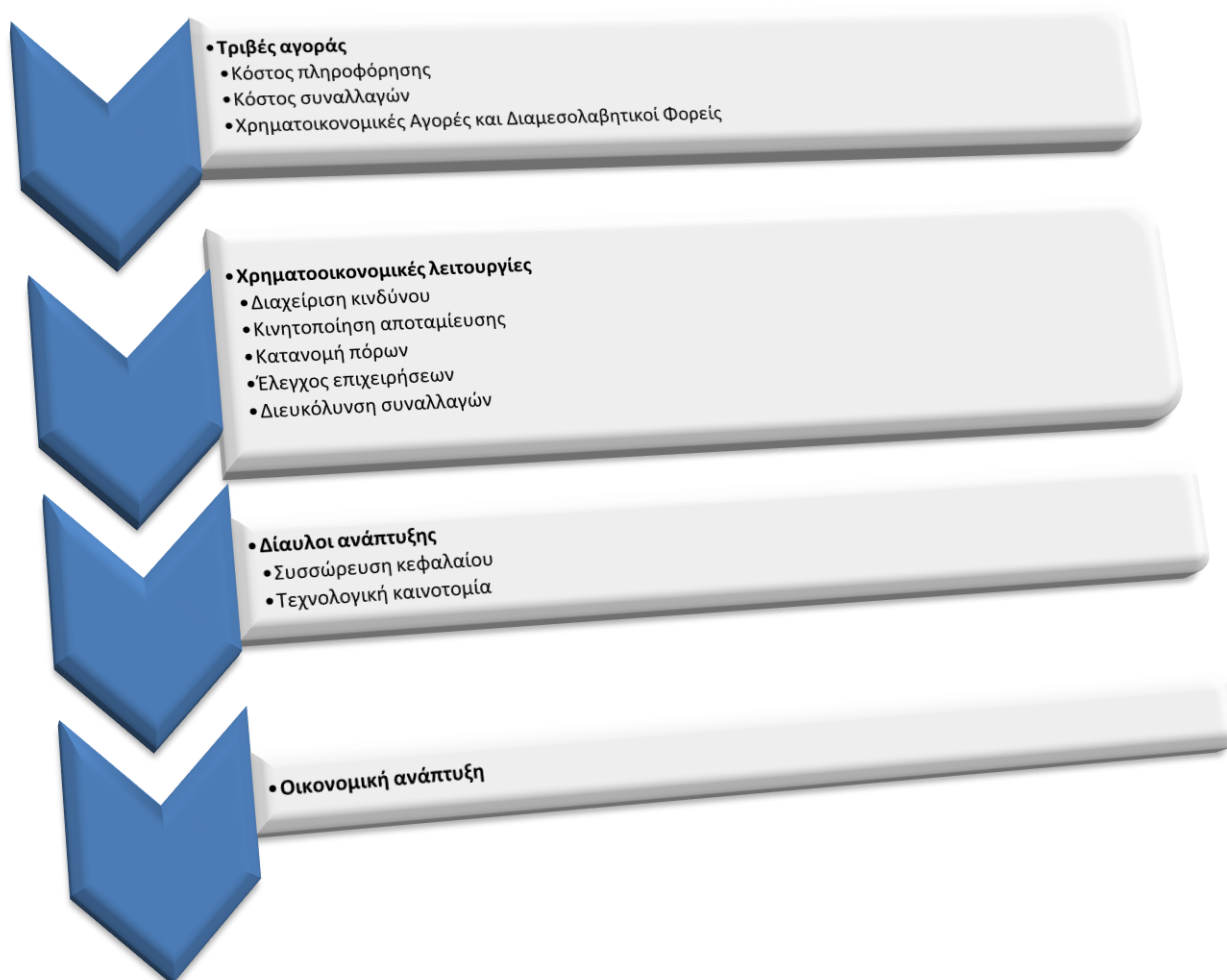 • Τριβές αγοράς
• Κόστος πληροφόρησης
• Κόστος συναλλαγών
• Χρηματοικονομικές Αγορές και Διαμεσολαβητικοί Φορείς
• Χρηματοοικονομικές λειτουργίες
• Διαχείριση κινδύνου
• Κινητοποίηση αποταμίευσης
• Κατανομή πόρων
• Έλεγχος επιχειρήσεων
• Διευκόλυνση συναλλαγών
• Δίαυλοι ανάπτυξης
• Συσσώρευση κεφαλαίου
• Τεχνολογική καινοτομία
• Οικονομική ανάπτυξη